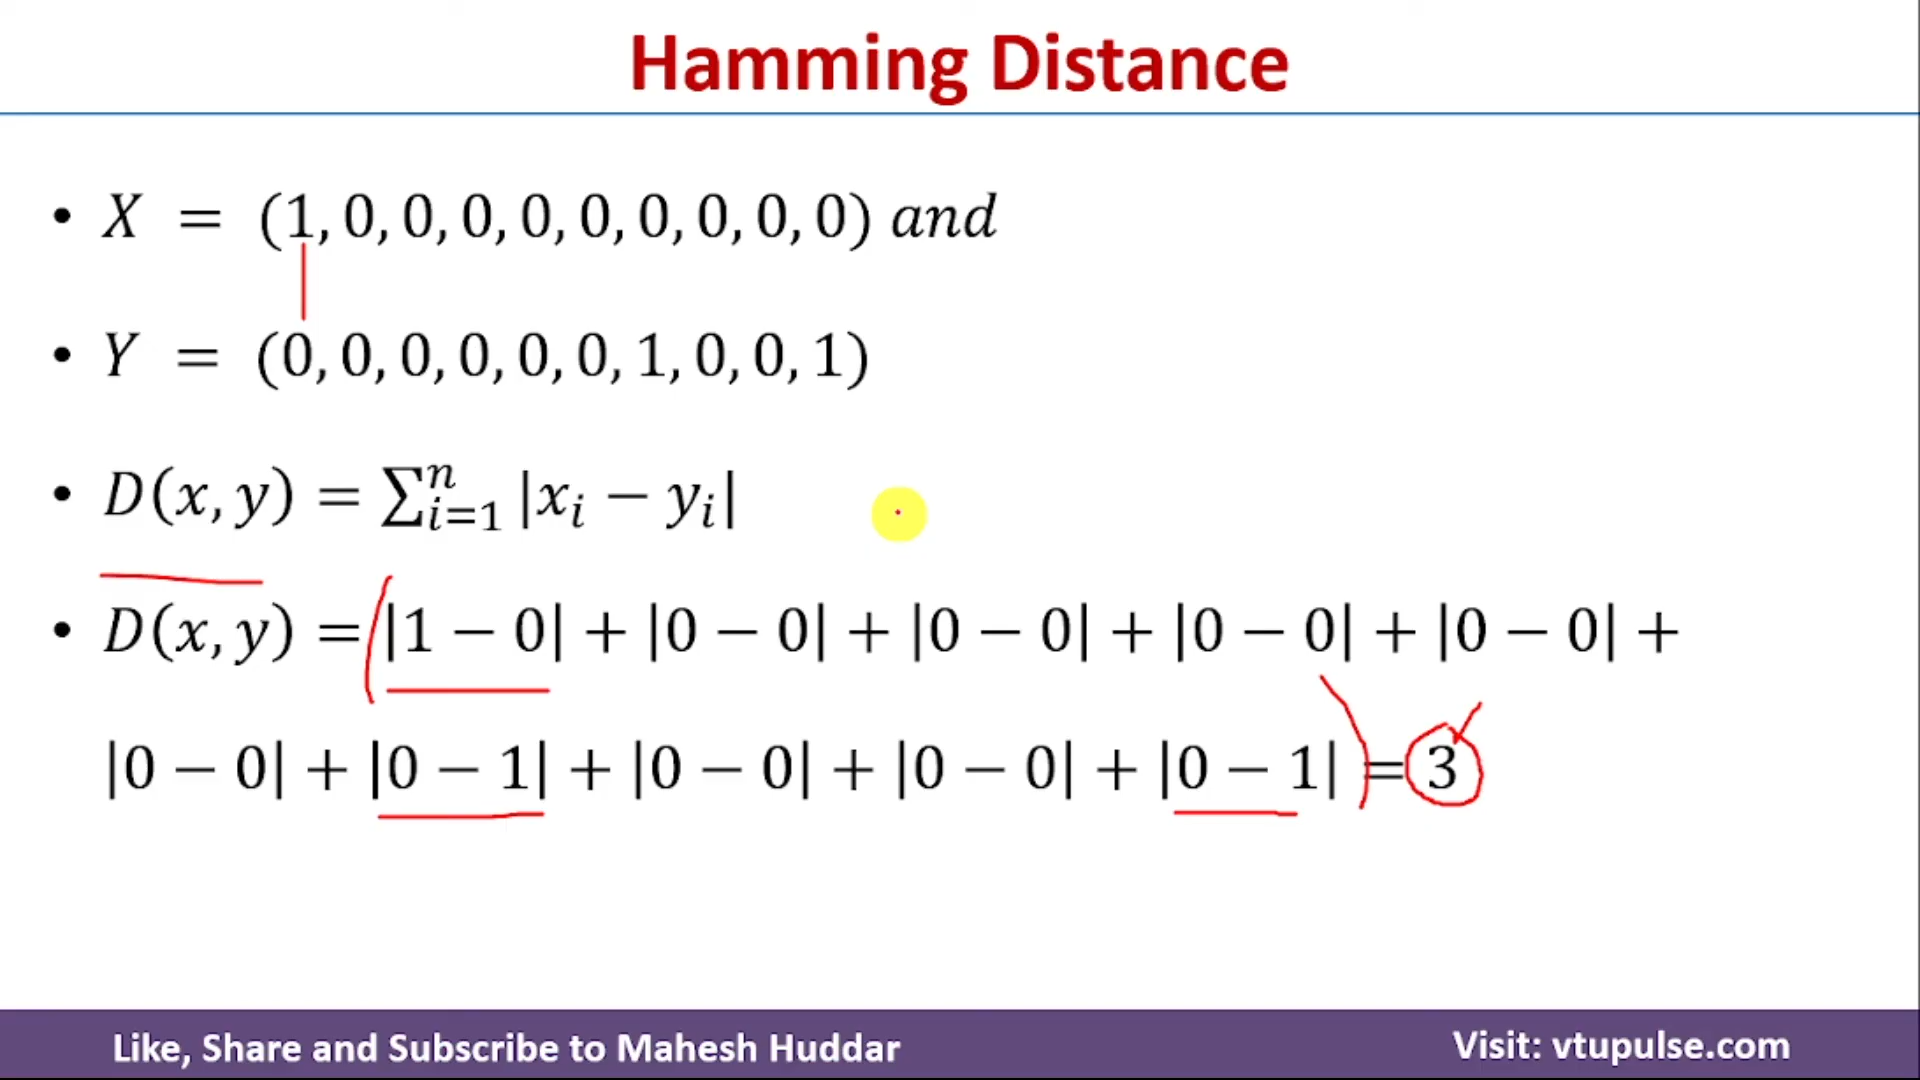 Hamming Distance
• X = (1, 0, 0, 0, 0, 0, 0, 0, 0, 0) and
• Y = (0, 0, 0, 0, 0, 0, 1, 0, 0, 1)
• D(x, y) = ∑ⁿᵢ₌₁ |xᵢ − yᵢ|
• D(x, y) = |1 − 0| + |0 − 0| + |0 − 0| + |0 − 0| + |0 − 0| +
|0 − 0| + |0 − 1| + |0 − 0| + |0 − 0| + |0 − 1| = 3
Like, Share and Subscribe to Mahesh Huddar
Visit: vtupulse.com